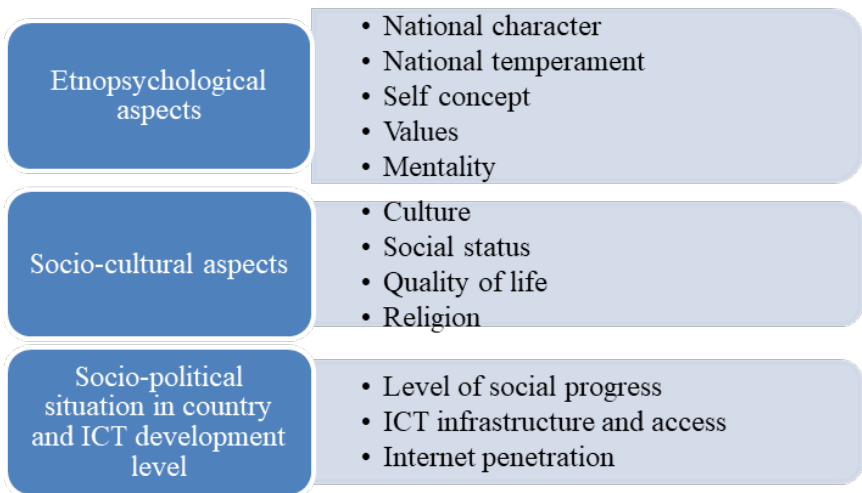 Etnopsychological
aspects
• National character
• National temperament
• Self concept
• Values
• Mentality
Socio-cultural aspects
• Culture
• Social status
• Quality of life
• Religion
Socio-political
situation in country
and ICT development
level
• Level of social progress
• ICT infrastructure and access
• Internet penetration